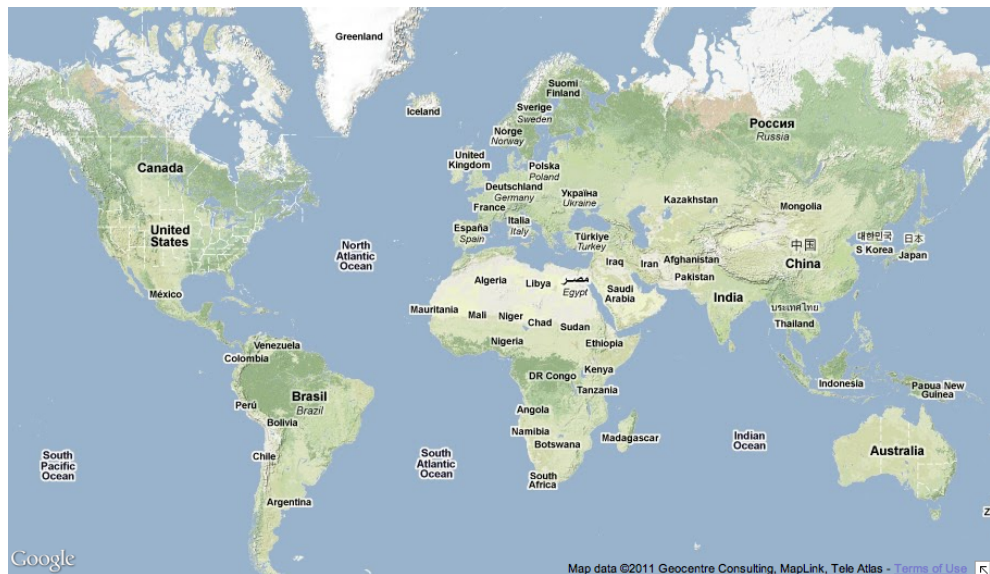 Greenland
Iceland
Suomi
Finland
Sverige
Sweden
Norge
Norway
Россия
Russia
Canada
United
Kingdom
Polska
Poland
Deutschland
Germany
Україна
Ukraine
France
Kazakhstan
Mongolia
United
States
España
Spain
Italia
Italy
Türkiye
Turkey
中国
China
대한민국
S Korea
日本
Japan
North
Atlantic
Ocean
Iraq
Iran
Afghanistan
Pakistan
Algeria
Libya
مصر
Egypt
Saudi
Arabia
India
México
Mauritania
Mali
Niger
Chad
Sudan
ประเทศไทย
Thailand
Venezuela
Colombia
Nigeria
Ethiopia
Kenya
DR Congo
Tanzania
Indonesia
Papua New
Guinea
Perú
Brasil
Brazil
Bolivia
Angola
Namibia
Botswana
Madagascar
Indian
Ocean
South
Pacific
Ocean
Chile
South
Atlantic
Ocean
Australia
South
Africa
Argentina
Z
Google
Map data ©2011 Geocentre Consulting, MapLink, Tele Atlas - Terms of Use